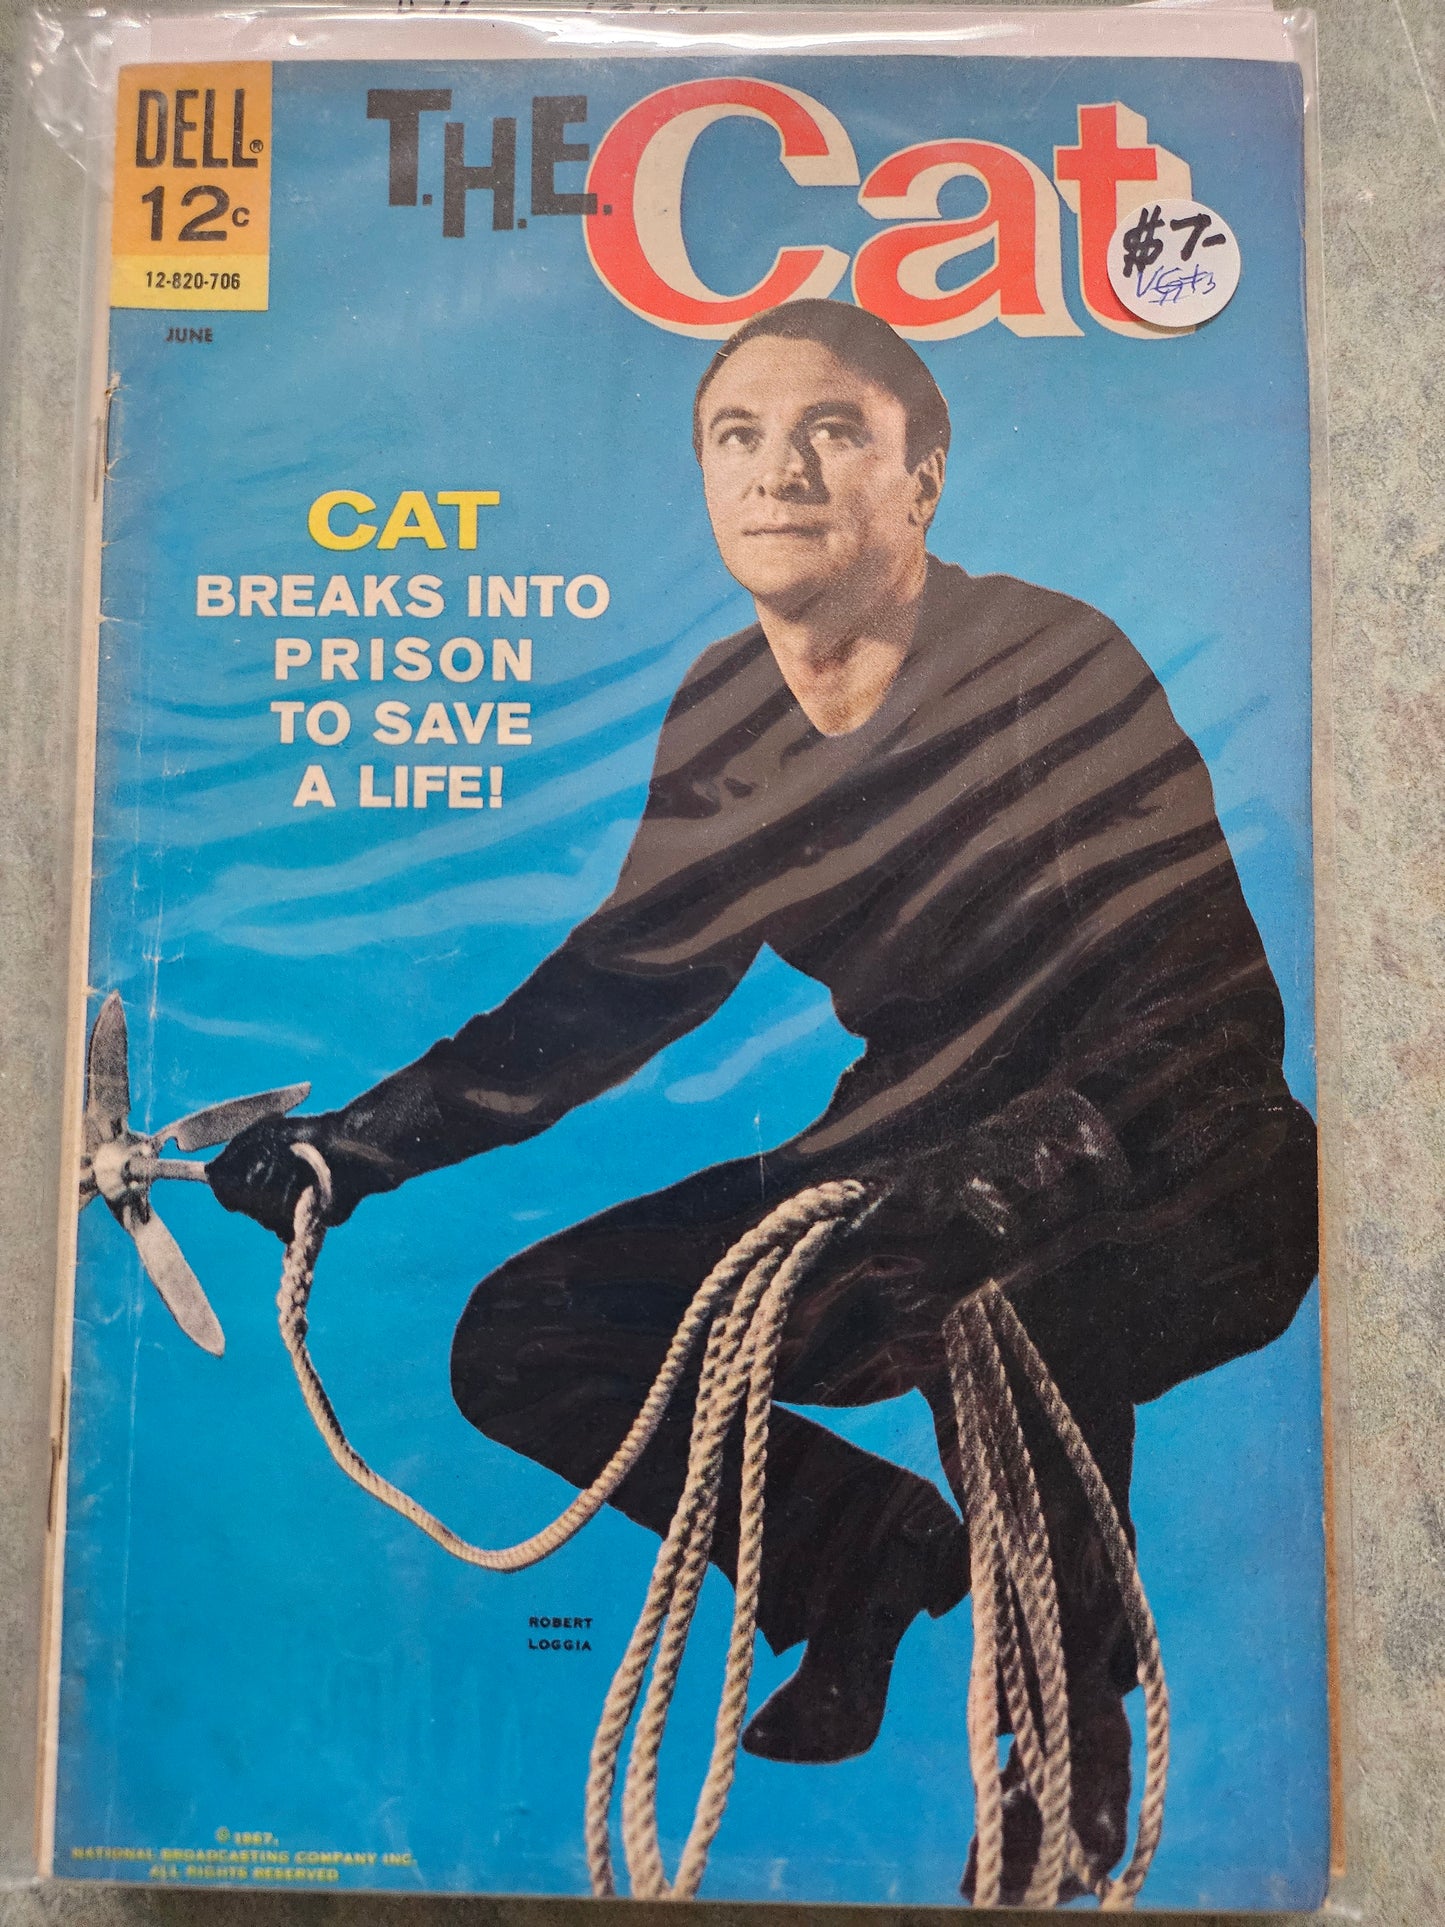 DELL®
12c
12-820-706
JUNE
T.H.E. Cat
$7-
VG+
CAT
BREAKS INTO
PRISON
TO SAVE
A LIFE!
ROBERT
LOGGIA
© 1967,
NATIONAL BROADCASTING COMPANY INC.
ALL RIGHTS RESERVED